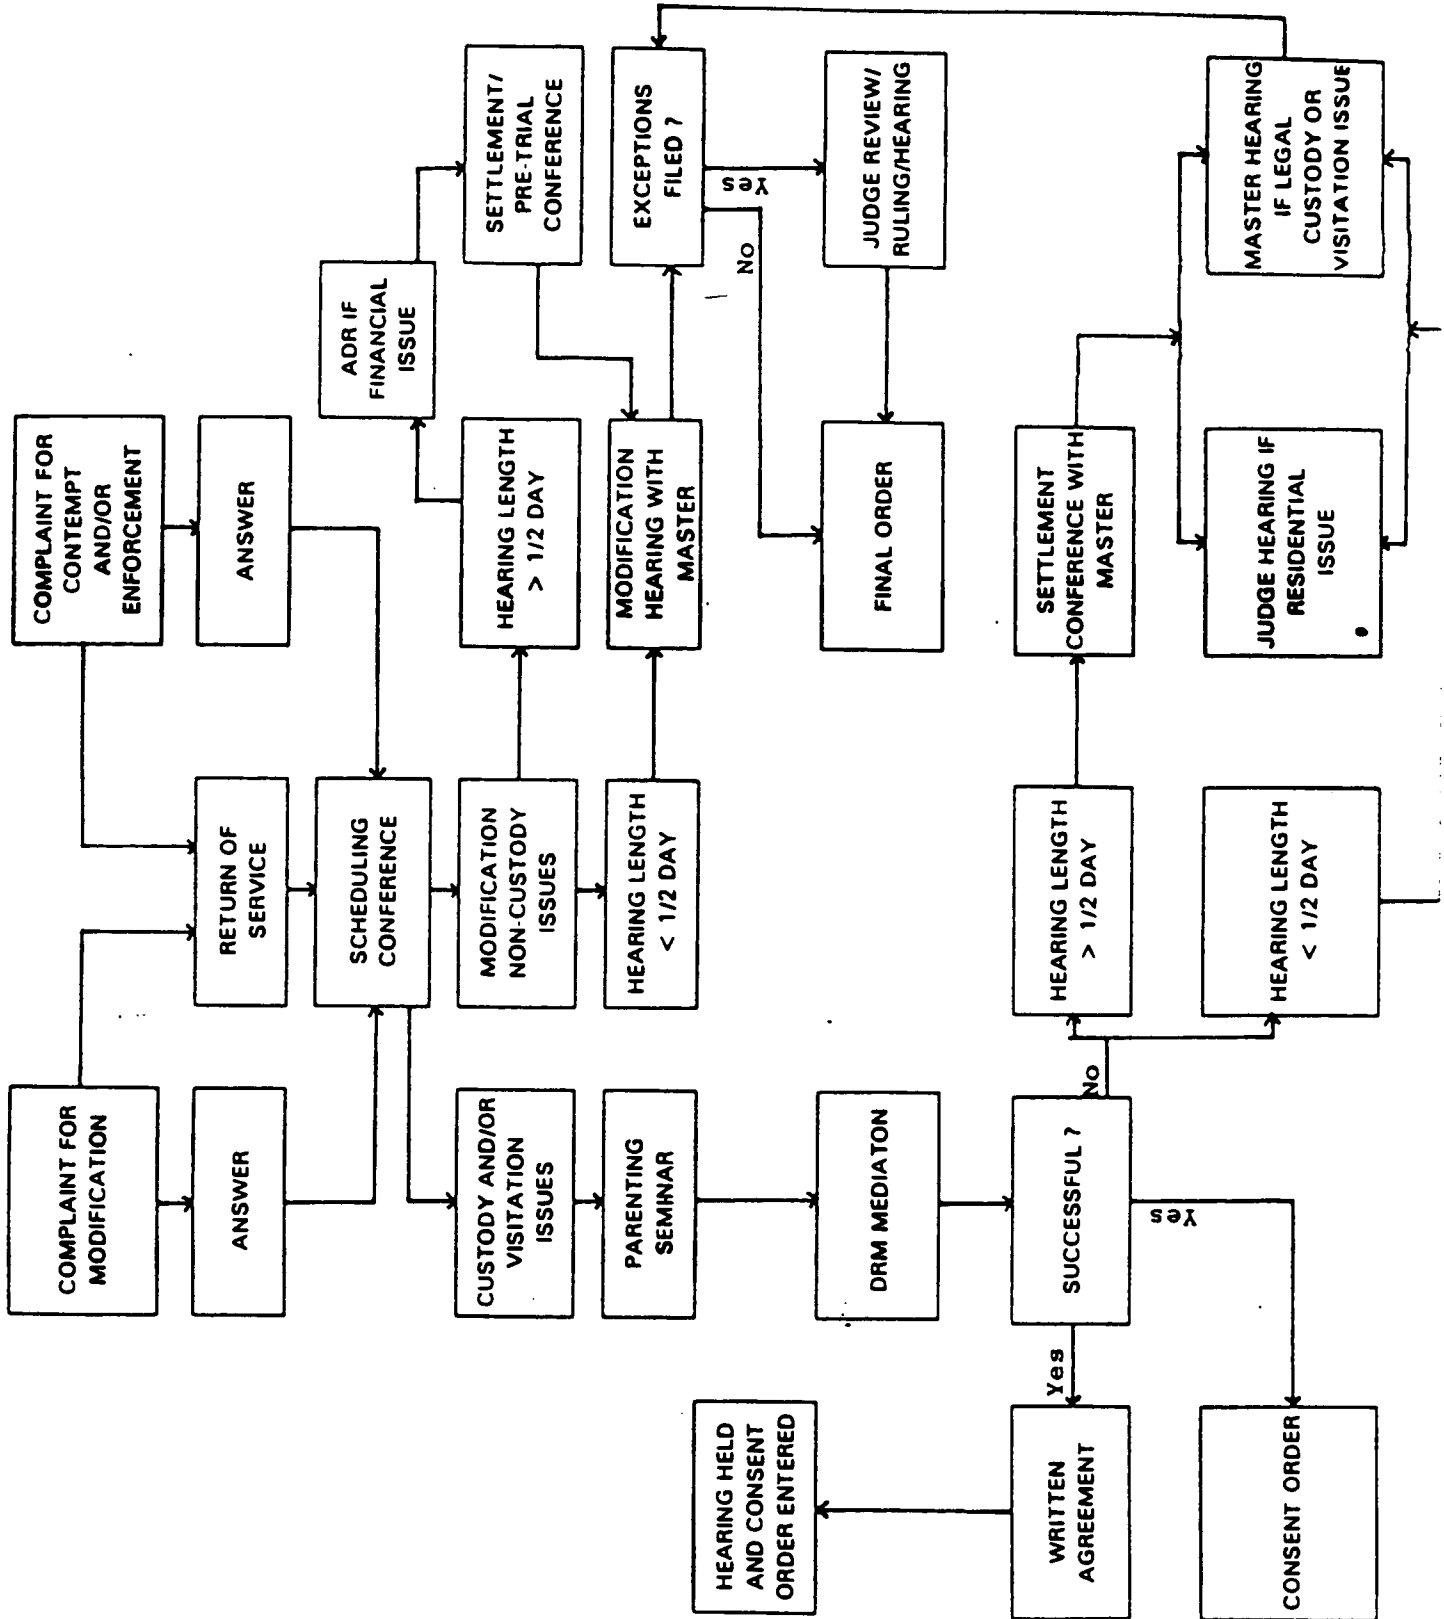 COMPLAINT FOR
MODIFICATION
COMPLAINT FOR
CONTEMPT
AND/OR
ENFORCEMENT
ANSWER
RETURN OF
SERVICE
ANSWER
SCHEDULING
CONFERENCE
ADR IF
FINANCIAL
ISSUE
CUSTODY AND/OR
VISITATION
ISSUES
MODIFICATION
NON-CUSTODY
ISSUES
HEARING LENGTH
> 1/2 DAY
SETTLEMENT/
PRE-TRIAL
CONFERENCE
PARENTING
SEMINAR
HEARING LENGTH
< 1/2 DAY
MODIFICATION
HEARING WITH
MASTER
EXCEPTIONS
FILED ?
No
Yes
HEARING HELD
AND CONSENT
ORDER ENTERED
DRM MEDIATON
FINAL ORDER
JUDGE REVIEW/
RULING/HEARING
WRITTEN
AGREEMENT
Yes
SUCCESSFUL ?
No
Yes
HEARING LENGTH
> 1/2 DAY
SETTLEMENT
CONFERENCE WITH
MASTER
CONSENT ORDER
HEARING LENGTH
< 1/2 DAY
JUDGE HEARING IF
RESIDENTIAL
ISSUE
MASTER HEARING
IF LEGAL
CUSTODY OR
VISITATION ISSUE